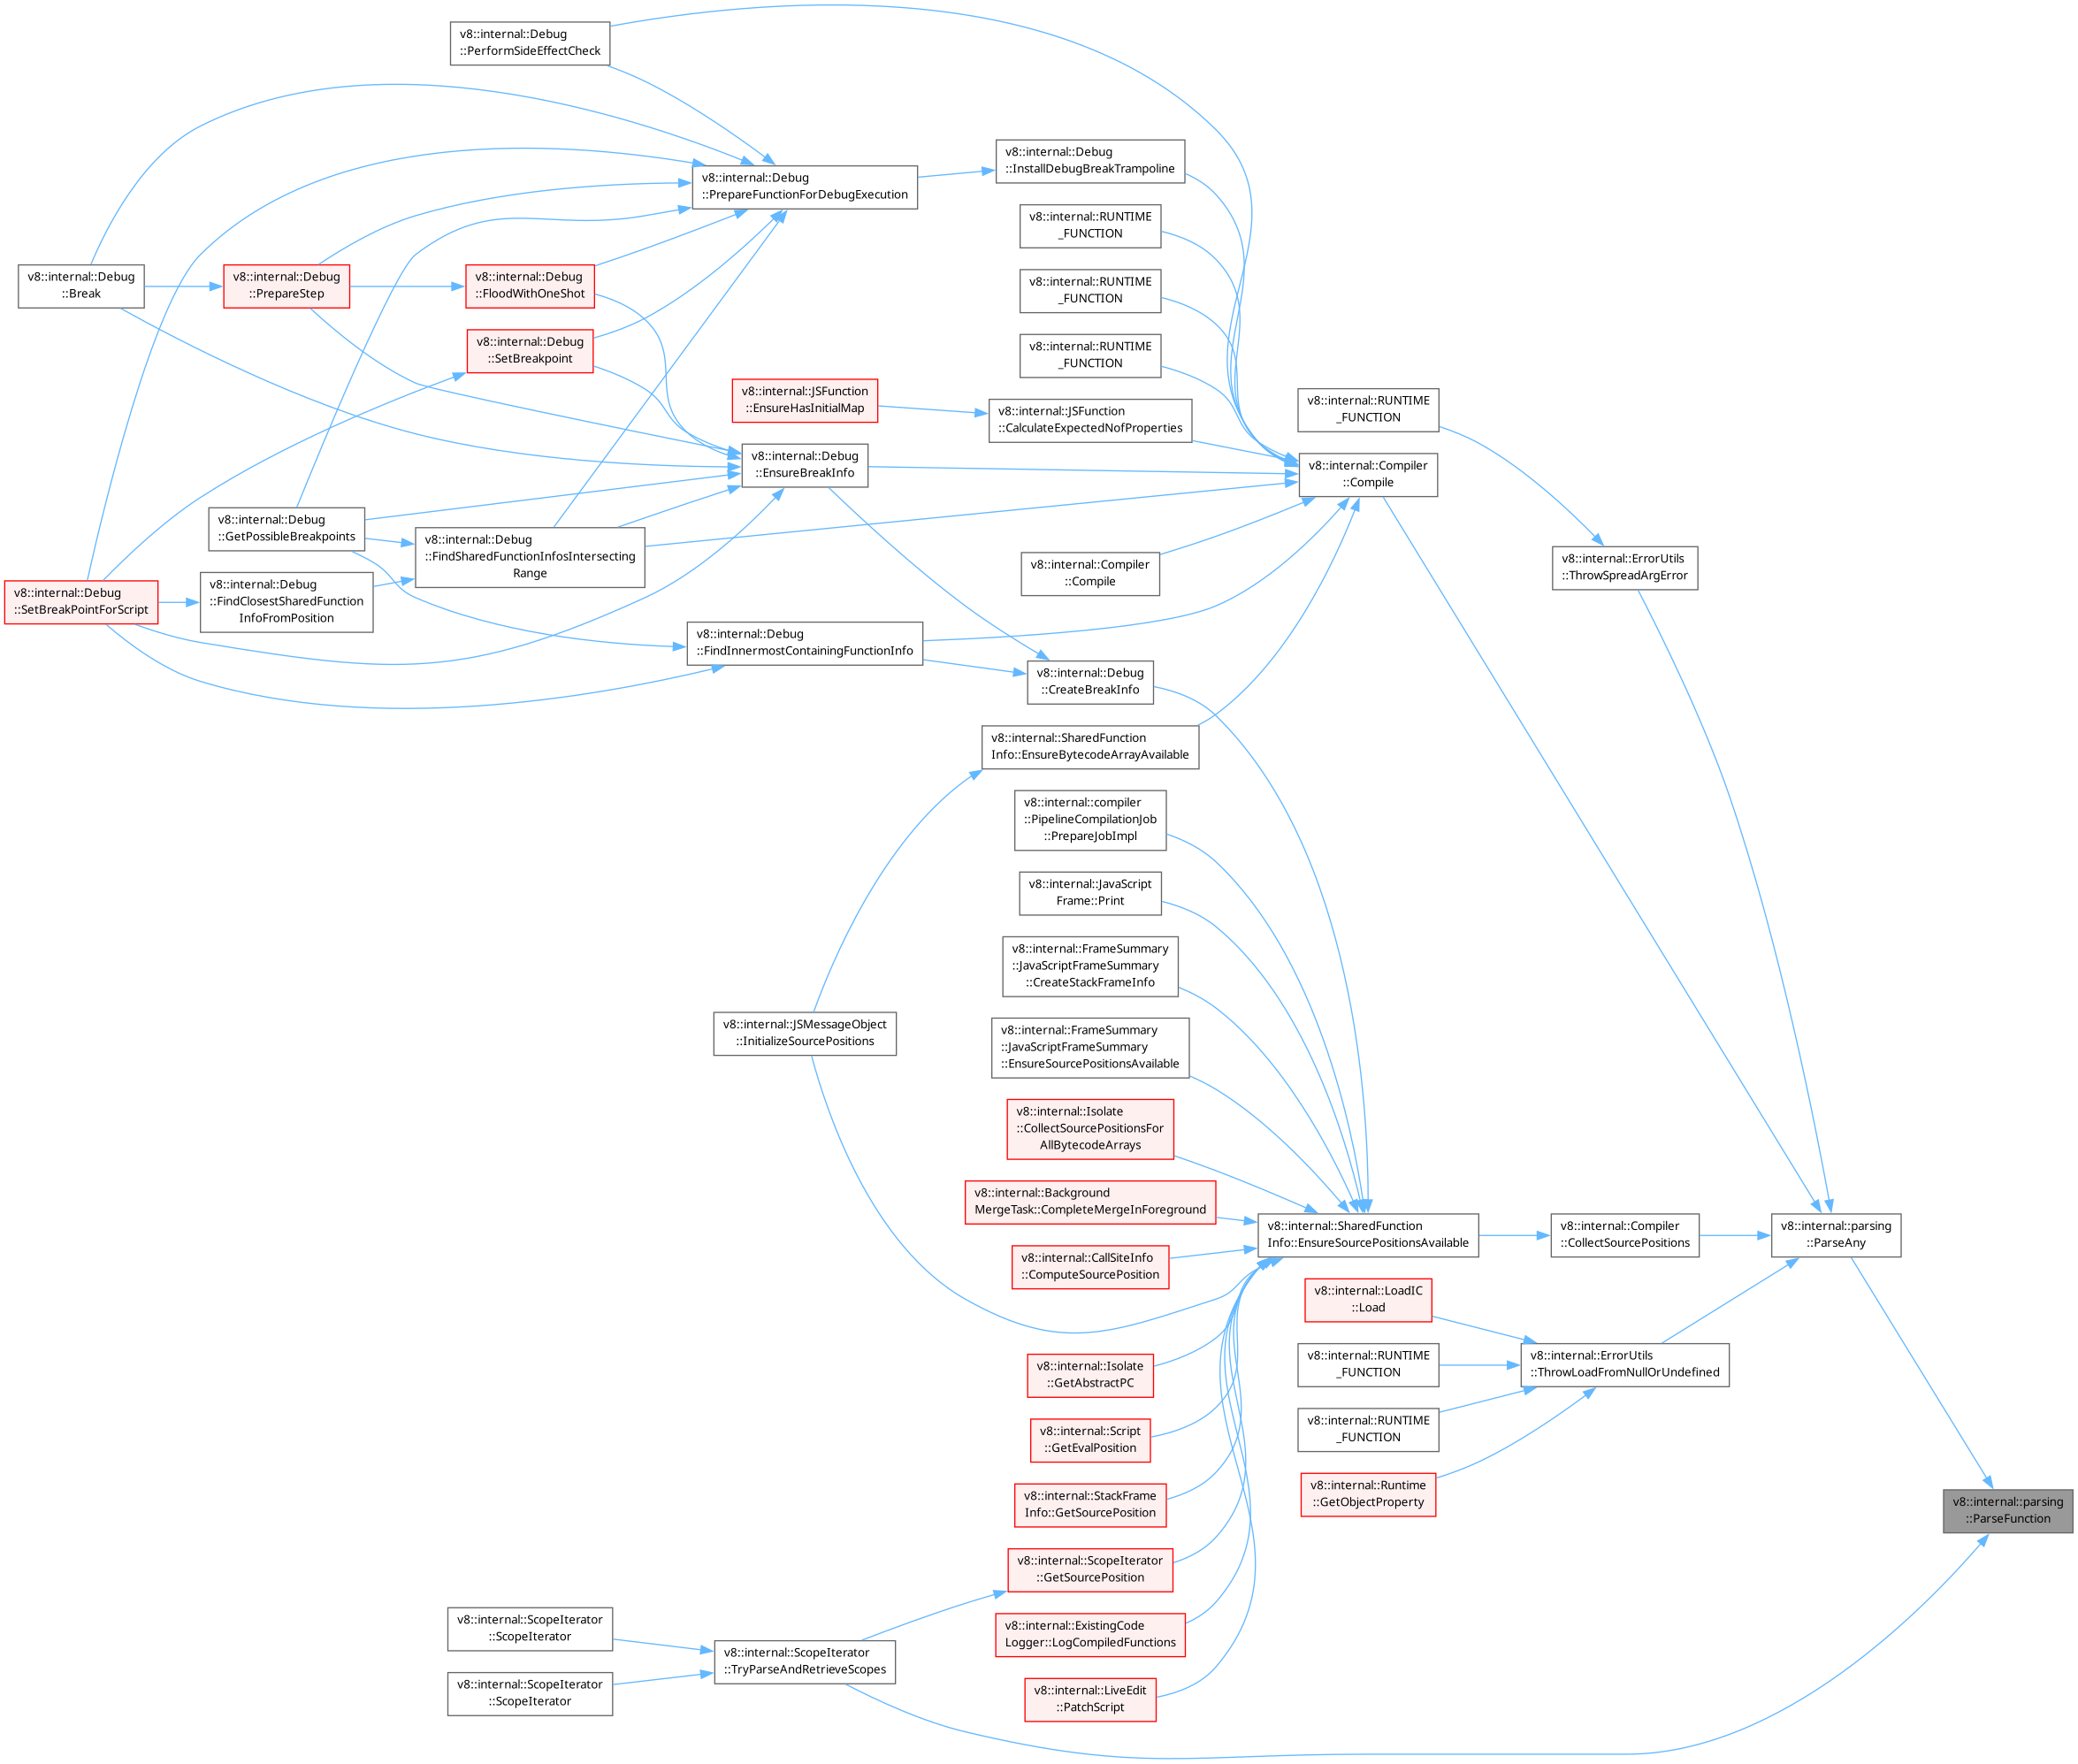 v8::internal::Debug
::PerformSideEffectCheck
v8::internal::Debug
::InstallDebugBreakTrampoline
v8::internal::Debug
::PrepareFunctionForDebugExecution
v8::internal::RUNTIME
_FUNCTION
v8::internal::Debug
::Break
v8::internal::Debug
::PrepareStep
v8::internal::Debug
::FloodWithOneShot
v8::internal::RUNTIME
_FUNCTION
v8::internal::Debug
::SetBreakpoint
v8::internal::RUNTIME
_FUNCTION
v8::internal::JSFunction
::EnsureHasInitialMap
v8::internal::JSFunction
::CalculateExpectedNofProperties
v8::internal::RUNTIME
_FUNCTION
v8::internal::Debug
::EnsureBreakInfo
v8::internal::Compiler
::Compile
v8::internal::Debug
::GetPossibleBreakpoints
v8::internal::Debug
::FindSharedFunctionInfosIntersecting
Range
v8::internal::Compiler
::Compile
v8::internal::ErrorUtils
::ThrowSpreadArgError
v8::internal::Debug
::SetBreakPointForScript
v8::internal::Debug
::FindClosestSharedFunction
InfoFromPosition
v8::internal::Debug
::FindInnermostContainingFunctionInfo
v8::internal::Debug
::CreateBreakInfo
v8::internal::SharedFunction
Info::EnsureBytecodeArrayAvailable
v8::internal::compiler
::PipelineCompilationJob
::PrepareJobImpl
v8::internal::JavaScript
Frame::Print
v8::internal::FrameSummary
::JavaScriptFrameSummary
::CreateStackFrameInfo
v8::internal::JSMessageObject
::InitializeSourcePositions
v8::internal::FrameSummary
::JavaScriptFrameSummary
::EnsureSourcePositionsAvailable
v8::internal::Isolate
::CollectSourcePositionsFor
AllBytecodeArrays
v8::internal::Background
MergeTask::CompleteMergeInForeground
v8::internal::SharedFunction
Info::EnsureSourcePositionsAvailable
v8::internal::Compiler
::CollectSourcePositions
v8::internal::parsing
::ParseAny
v8::internal::CallSiteInfo
::ComputeSourcePosition
v8::internal::LoadIC
::Load
v8::internal::Isolate
::GetAbstractPC
v8::internal::RUNTIME
_FUNCTION
v8::internal::ErrorUtils
::ThrowLoadFromNullOrUndefined
v8::internal::Script
::GetEvalPosition
v8::internal::RUNTIME
_FUNCTION
v8::internal::StackFrame
Info::GetSourcePosition
v8::internal::Runtime
::GetObjectProperty
v8::internal::parsing
::ParseFunction
v8::internal::ScopeIterator
::GetSourcePosition
v8::internal::ScopeIterator
::ScopeIterator
v8::internal::ExistingCode
Logger::LogCompiledFunctions
v8::internal::ScopeIterator
::TryParseAndRetrieveScopes
v8::internal::ScopeIterator
::ScopeIterator
v8::internal::LiveEdit
::PatchScript